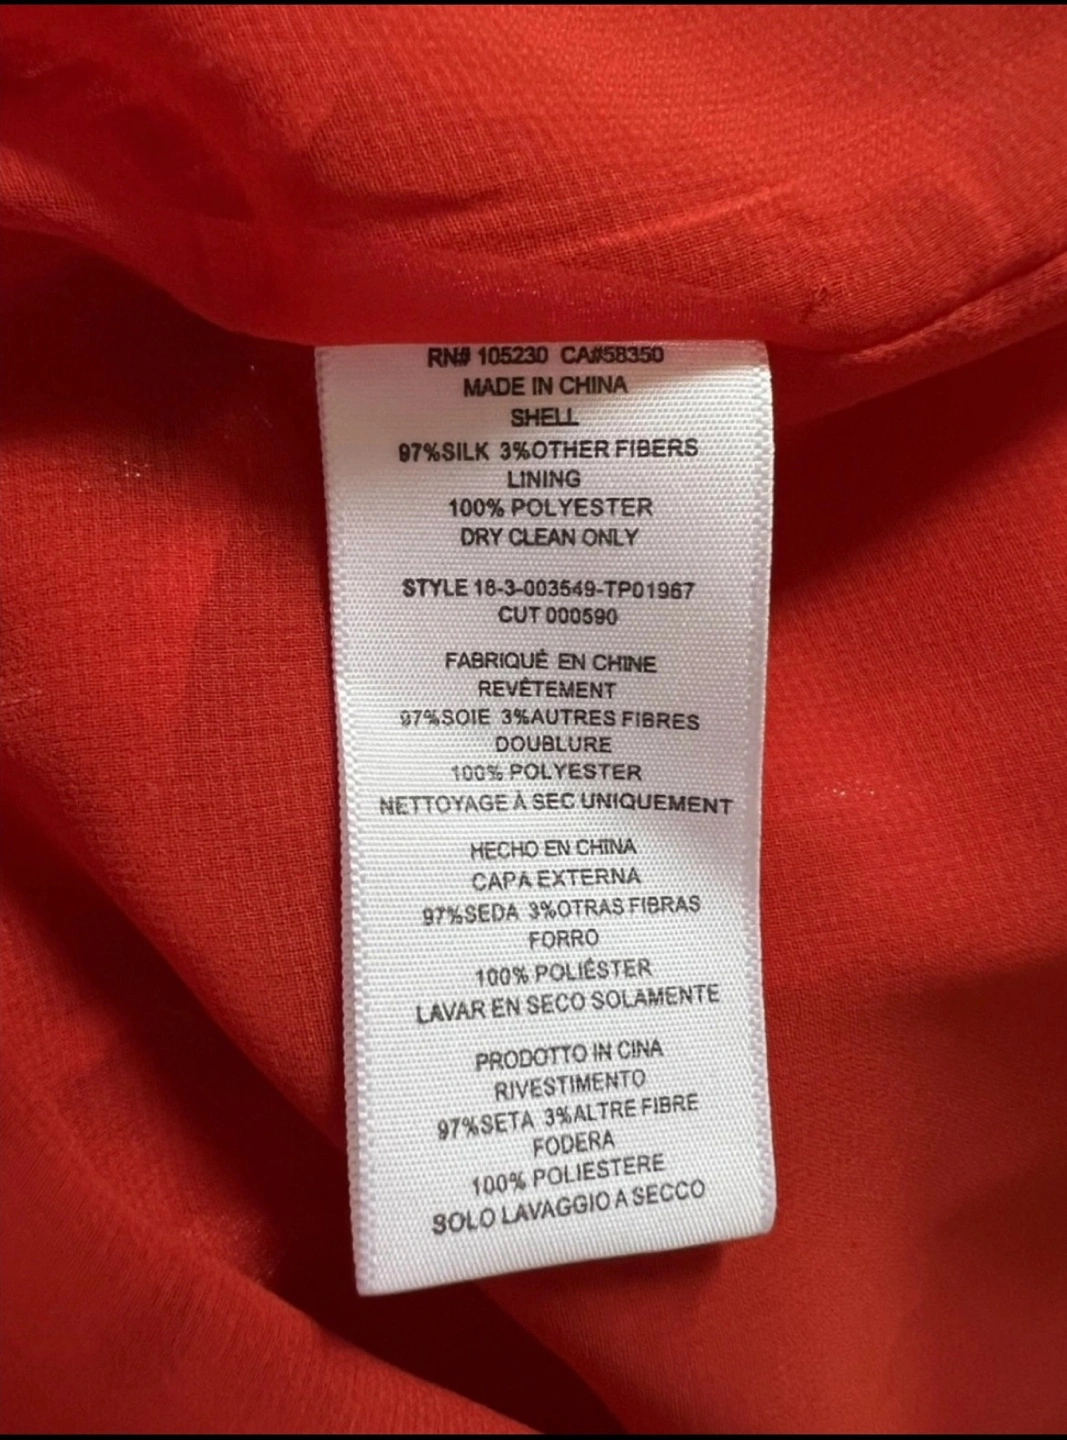 RN# 105230 CA#58350
MADE IN CHINA
SHELL
97%SILK 3%OTHER FIBERS
LINING
100% POLYESTER
DRY CLEAN ONLY
STYLE 16-3-003549-TP01967
CUT 000590
FABRIQUÉ EN CHINE
REVÊTEMENT
97%SOIE 3%AUTRES FIBRES
DOUBLURE
100% POLYESTER
NETTOYAGE À SEC UNIQUEMENT
HECHO EN CHINA
CAPA EXTERNA
97%SEDA 3%OTRAS FIBRAS
FORRO
100% POLIÉSTER
LAVAR EN SECO SOLAMENTE
PRODOTTO IN CINA
RIVESTIMENTO
97%SETA 3%ALTRE FIBRE
FODERA
100% POLIESTERE
SOLO LAVAGGIO A SECCO